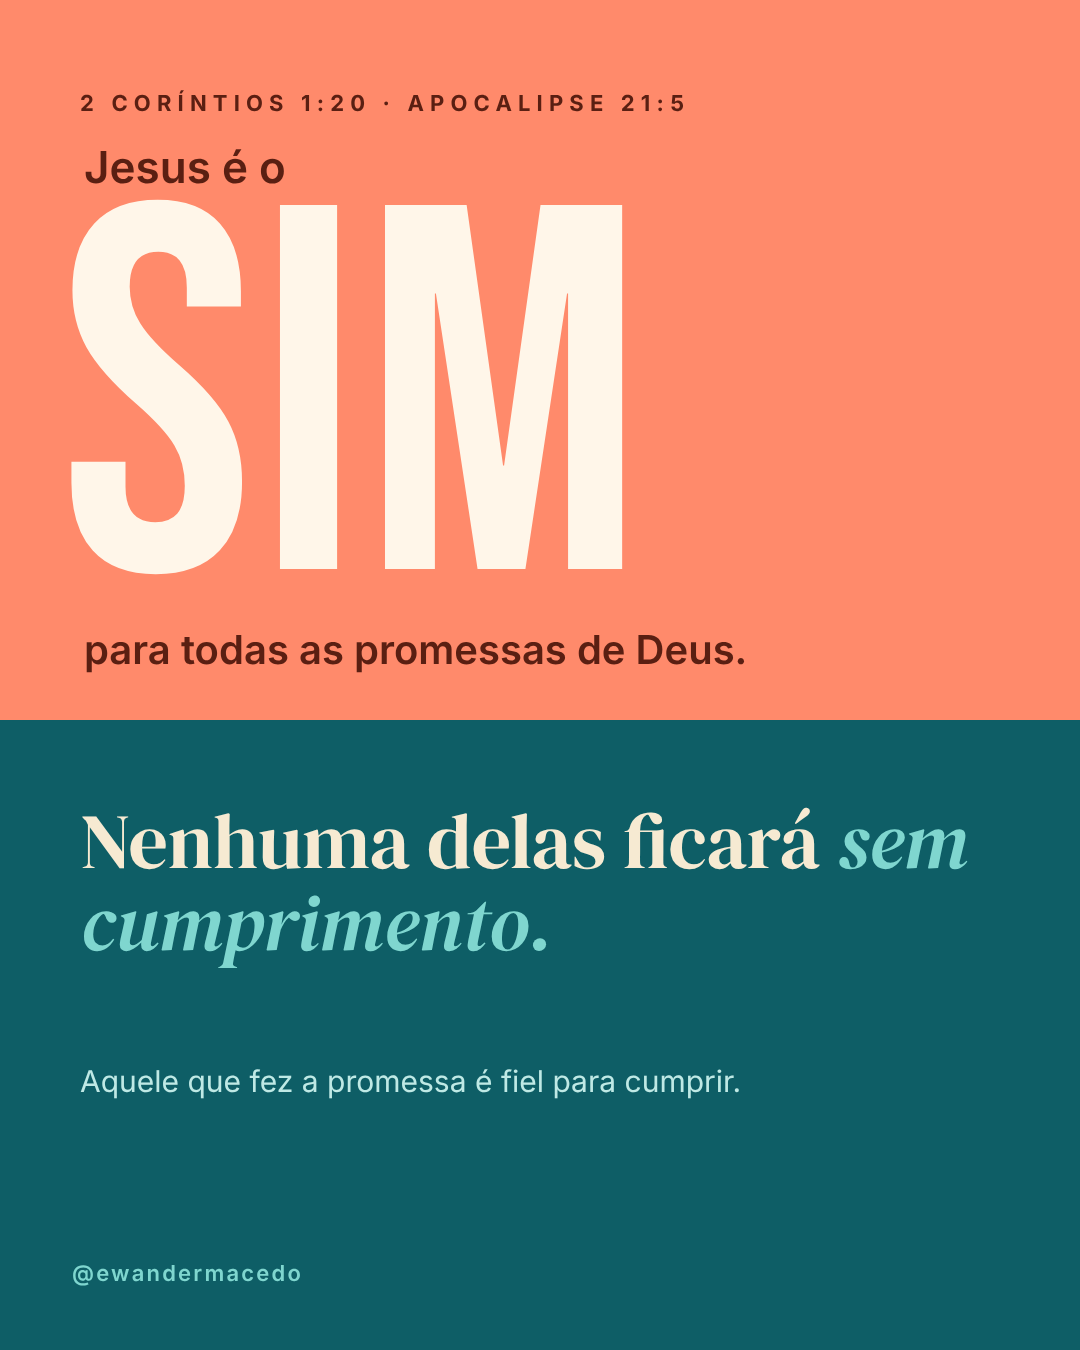 2 CORÍNTIOS 1:20 · APOCALIPSE 21:5
Jesus é o
SIM
para todas as promessas de Deus.
Nenhuma delas ficará sem
cumprimento.
Aquele que fez a promessa é fiel para cumprir.
@ewandermacedo